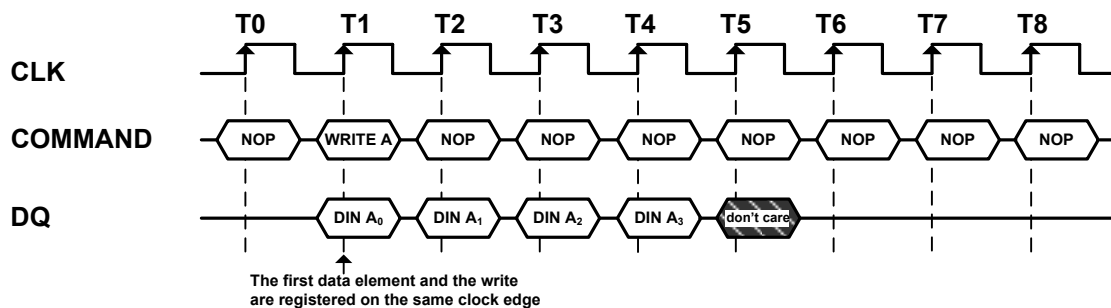 T0 T1 T2 T3 T4 T5 T6 T7 T8
CLK
COMMAND NOP WRITE A NOP NOP NOP NOP NOP NOP NOP
DQ DIN A0 DIN A1 DIN A2 DIN A3 don't care
The first data element and the write
are registered on the same clock edge